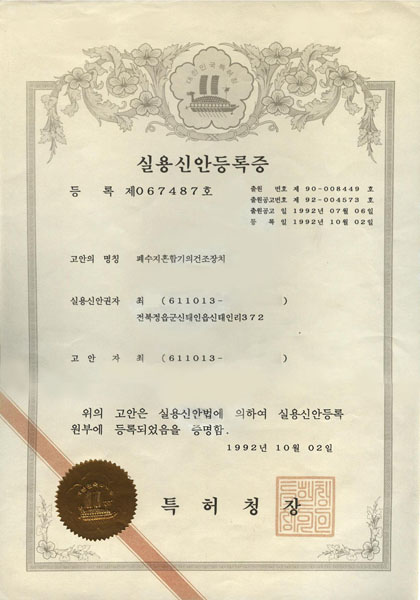 대한민국특허청
실용신안등록증
등 록 제067487호
출원 번호 제 90-008449 호
출원공고번호 제 92-004573 호
출원공고 일 1992년 07월 06일
등 록 일 1992년 10월 02일
고안의 명칭 폐수지혼합기의건조장치
실용신안권자 최 (611013- )
전북정읍군신태인읍신태인리372
고 안 자 최 (611013- )
위의 고안은 실용신안법에 의하여 실용신안등록
원부에 등록되었음을 증명함.
1992년 10월 02일
특 허 청 장